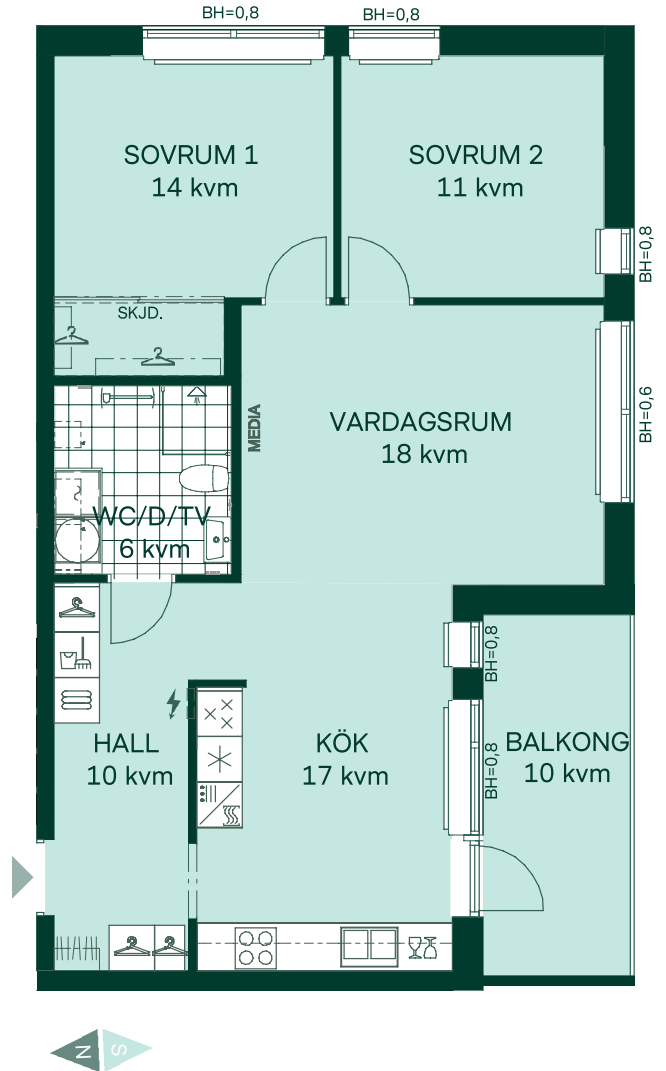 BH=0,8
BH=0,8
SOVRUM 1
14 kvm
SOVRUM 2
11 kvm
BH=0,8
SKJD.
MEDIA
VARDAGSRUM
18 kvm
BH=0,6
WC/D/TV
6 kvm
BH=0,8
HALL
10 kvm
KÖK
17 kvm
BH=0,8
BALKONG
10 kvm
N
S